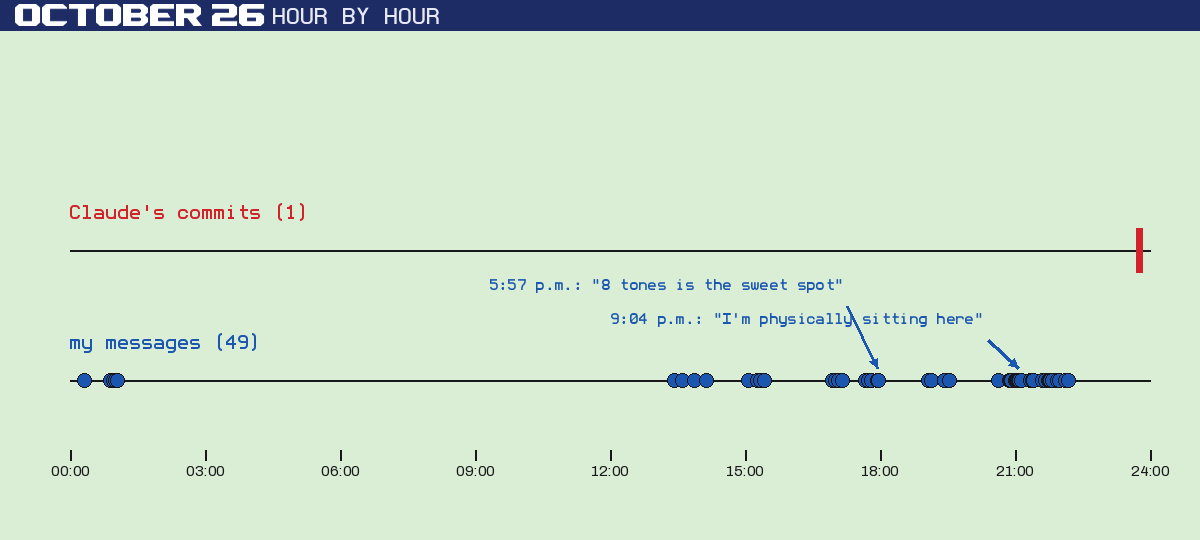 OCTOBER 26 HOUR BY HOUR
Claude's commits (1)
5:57 p.m.: "8 tones is the sweet spot"
9:04 p.m.: "I'm physically sitting here"
my messages (49)
00:00 03:00 06:00 09:00 12:00 15:00 18:00 21:00 24:00